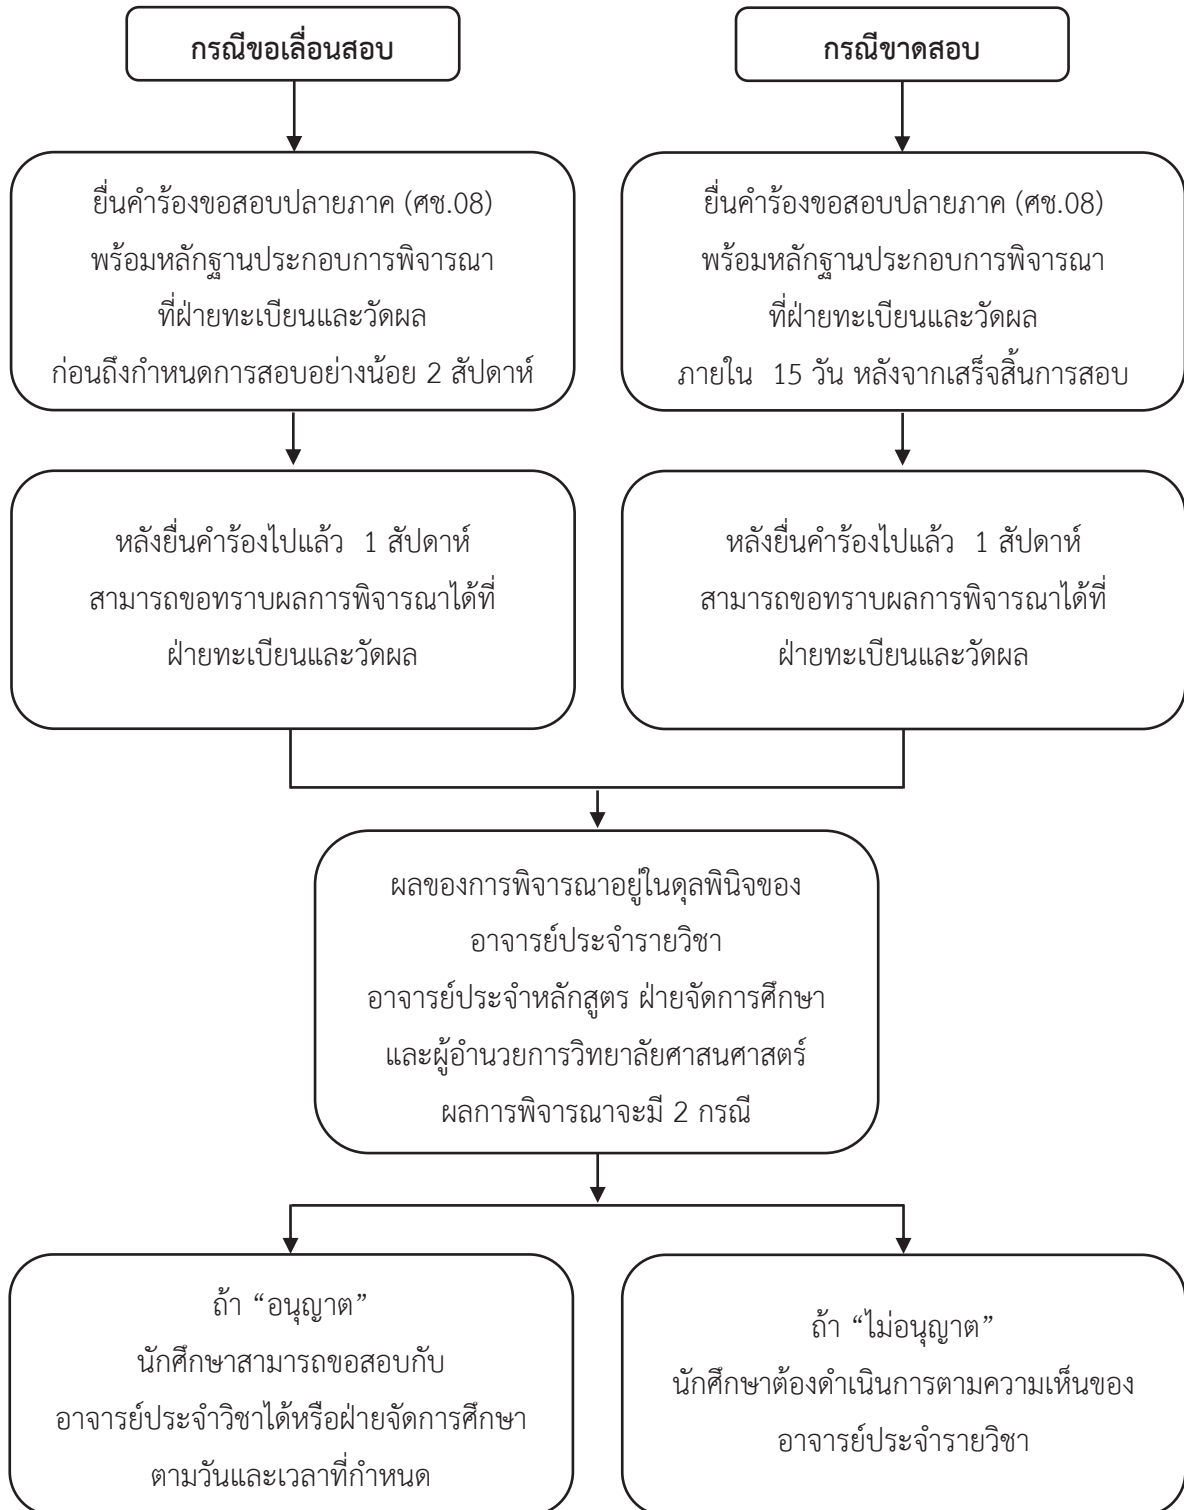 กรณีขอเลื่อนสอบ
กรณีขาดสอบ
ยื่นคำร้องขอสอบปลายภาค (ศช.08)
พร้อมหลักฐานประกอบการพิจารณา
ที่ฝ่ายทะเบียนและวัดผล
ก่อนถึงกำหนดการสอบอย่างน้อย 2 สัปดาห์
ยื่นคำร้องขอสอบปลายภาค (ศช.08)
พร้อมหลักฐานประกอบการพิจารณา
ที่ฝ่ายทะเบียนและวัดผล
ภายใน 15 วัน หลังจากเสร็จสิ้นการสอบ
หลังยื่นคำร้องไปแล้ว 1 สัปดาห์
สามารถขอทราบผลการพิจารณาได้ที่
ฝ่ายทะเบียนและวัดผล
หลังยื่นคำร้องไปแล้ว 1 สัปดาห์
สามารถขอทราบผลการพิจารณาได้ที่
ฝ่ายทะเบียนและวัดผล
ผลของการพิจารณาอยู่ในดุลพินิจของ
อาจารย์ประจำรายวิชา
อาจารย์ประจำหลักสูตร ฝ่ายจัดการศึกษา
และผู้อำนวยการวิทยาลัยศาสนศาสตร์
ผลการพิจารณาจะมี 2 กรณี
ถ้า “อนุญาต”
นักศึกษาสามารถขอสอบกับ
อาจารย์ประจำวิชาได้หรือฝ่ายจัดการศึกษา
ตามวันและเวลาที่กำหนด
ถ้า “ไม่อนุญาต”
นักศึกษาต้องดำเนินการตามความเห็นของ
อาจารย์ประจำรายวิชา